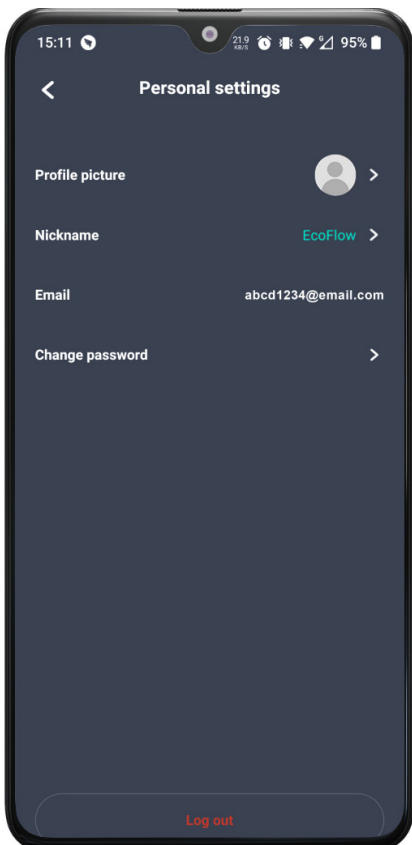 15:11 21.9 KB/S G 95%
Personal settings
Profile picture
Nickname EcoFlow
Email abcd1234@email.com
Change password
Log out